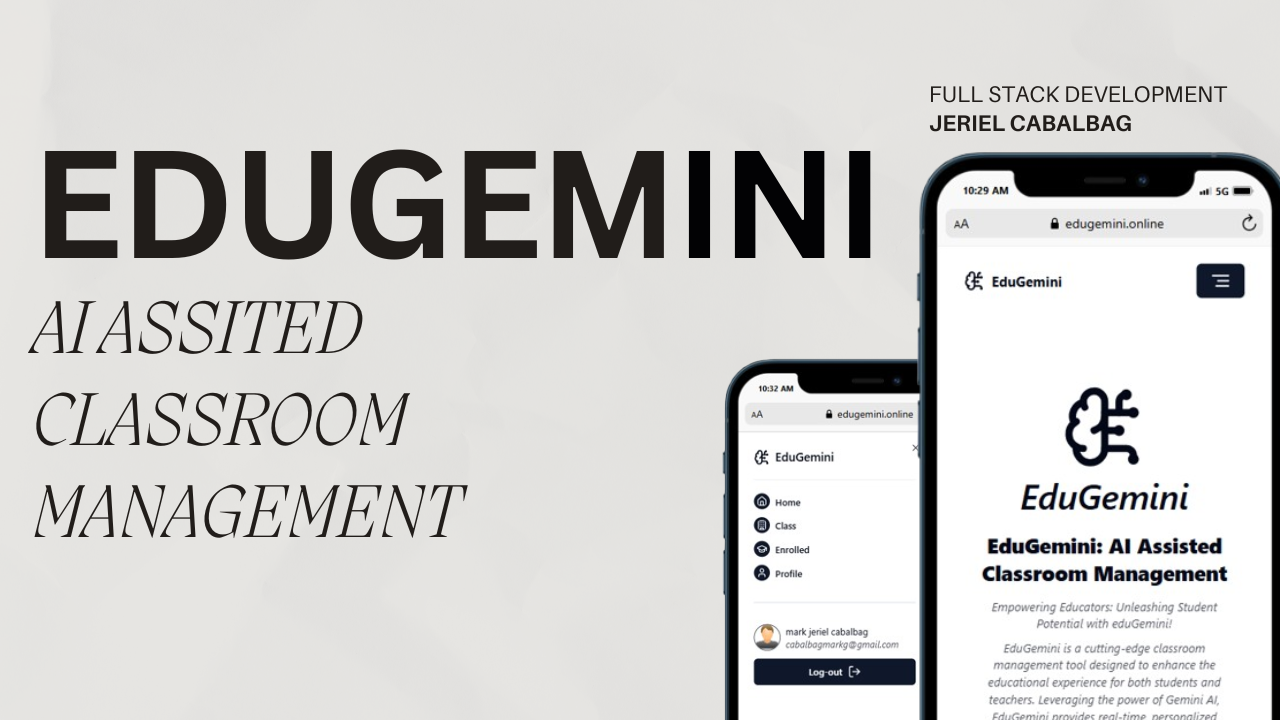 FULL STACK DEVELOPMENT
JERIEL CABALBAG
EDUGEMINI
AI ASSITED
CLASSROOM
MANAGEMENT
10:32 AM
AA edugemini.online
EduGemini
Home
Class
Enrolled
Profile
mark jeriel cabalbag
cabalbagmarkg@gmail.com
Log-out
10:29 AM 5G
AA edugemini.online
EduGemini
EduGemini
EduGemini: AI Assisted
Classroom Management
Empowering Educators: Unleashing Student
Potential with eduGemini!
EduGemini is a cutting-edge classroom
management tool designed to enhance the
educational experience for both students and
teachers. Leveraging the power of Gemini AI,
EduGemini provides real-time, personalized